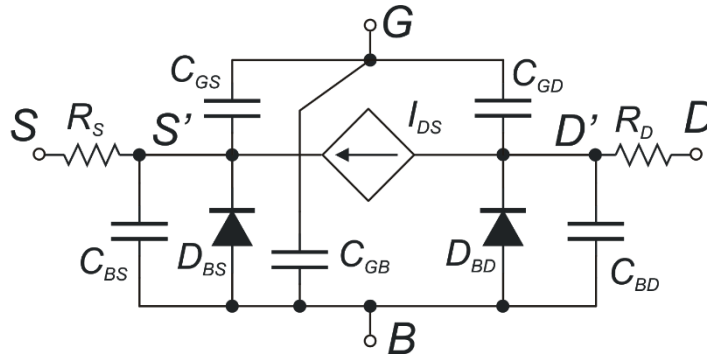 G
C_GS
C_GD
S
R_S
S'
I_DS
D'
R_D
D
C_BS
D_BS
C_GB
D_BD
C_BD
B